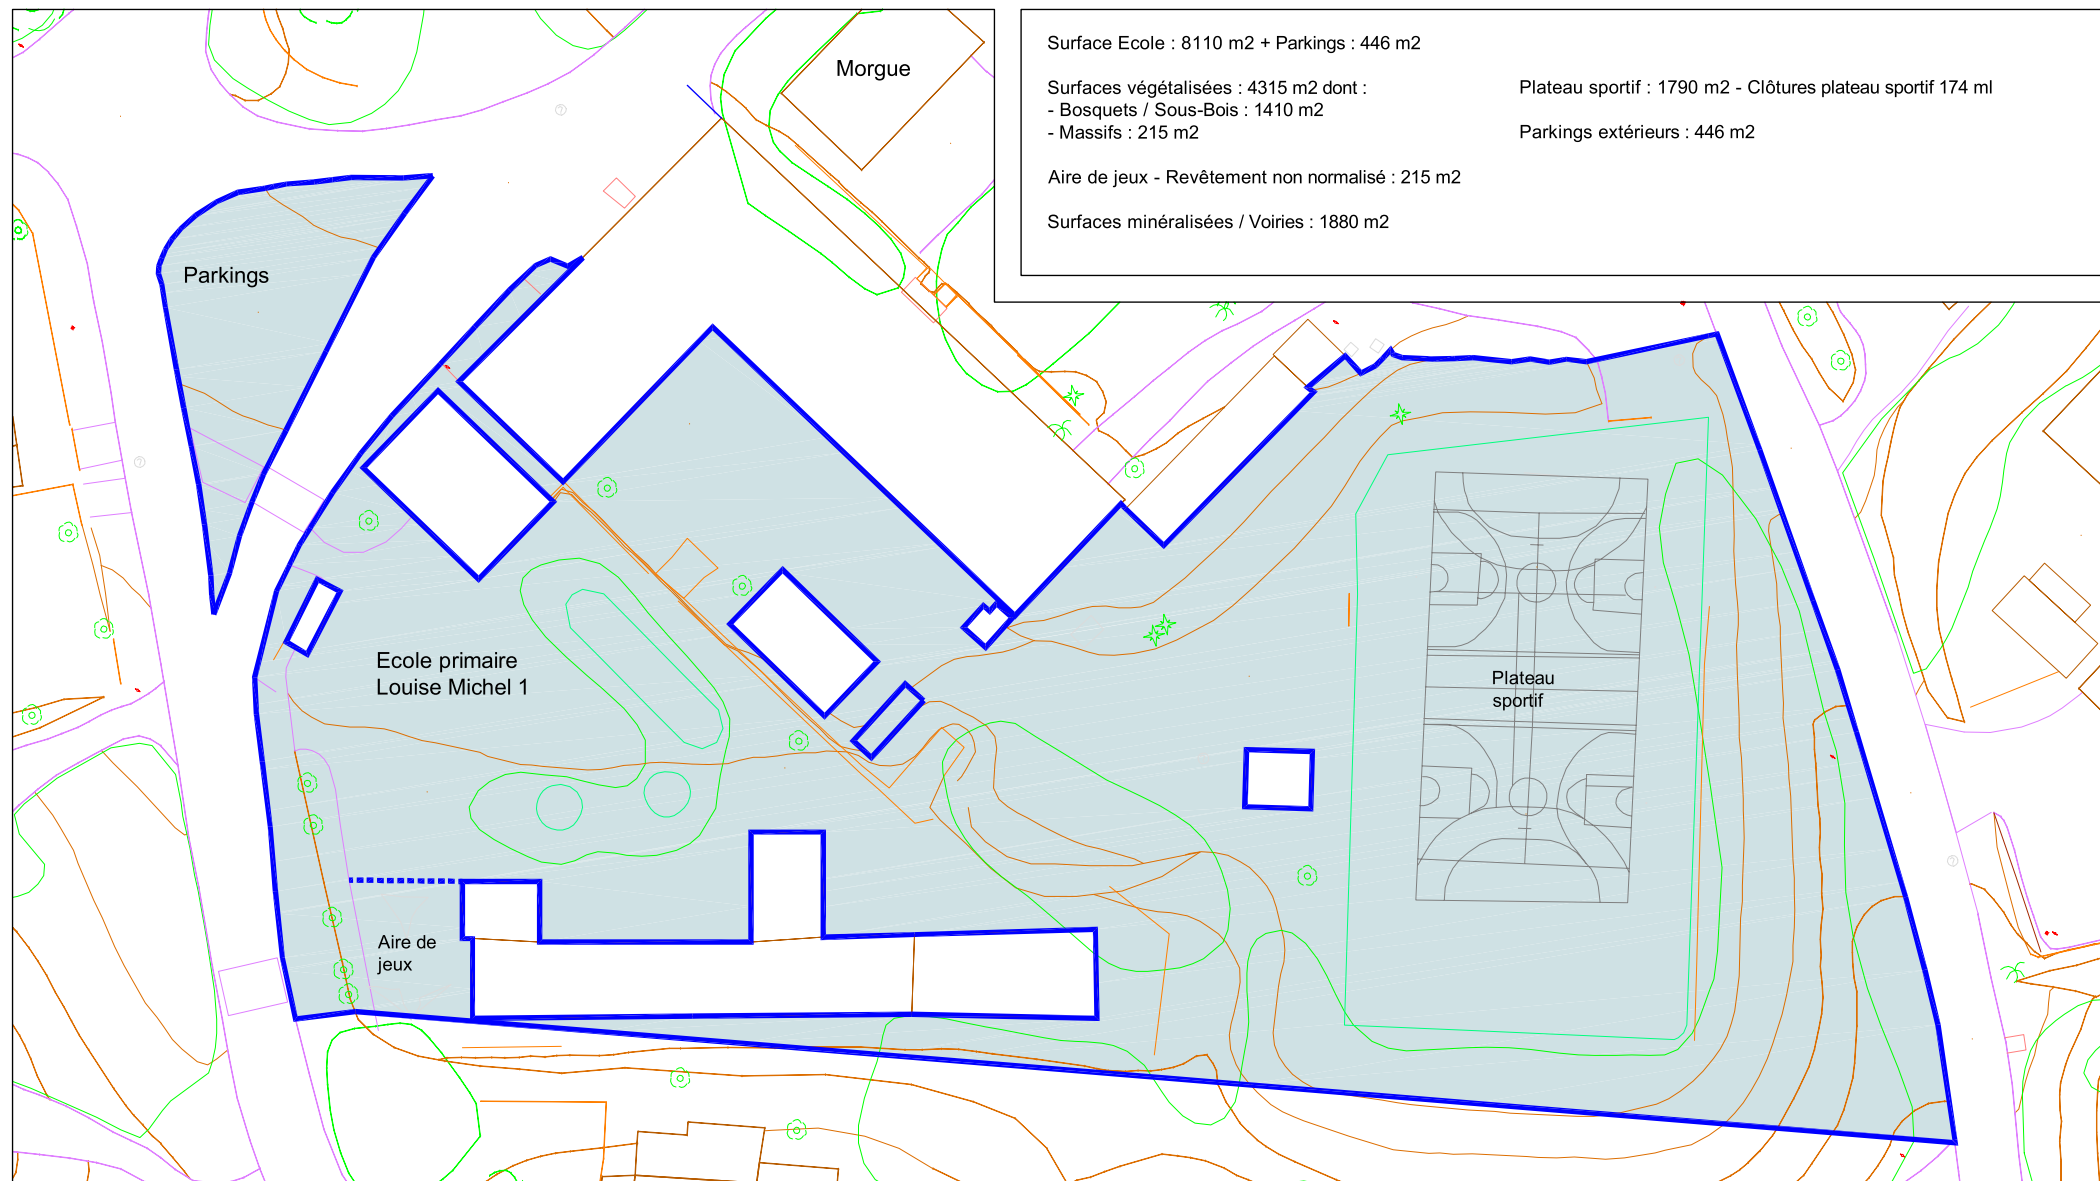 Morgue
Surface Ecole : 8110 m2 + Parkings : 446 m2
Surfaces végétalisées : 4315 m2 dont :
- Bosquets / Sous-Bois : 1410 m2
- Massifs : 215 m2
Aire de jeux - Revêtement non normalisé : 215 m2
Surfaces minéralisées / Voiries : 1880 m2
Plateau sportif : 1790 m2 - Clôtures plateau sportif 174 ml
Parkings extérieurs : 446 m2
Parkings
Ecole primaire
Louise Michel 1
Plateau
sportif
Aire de
jeux